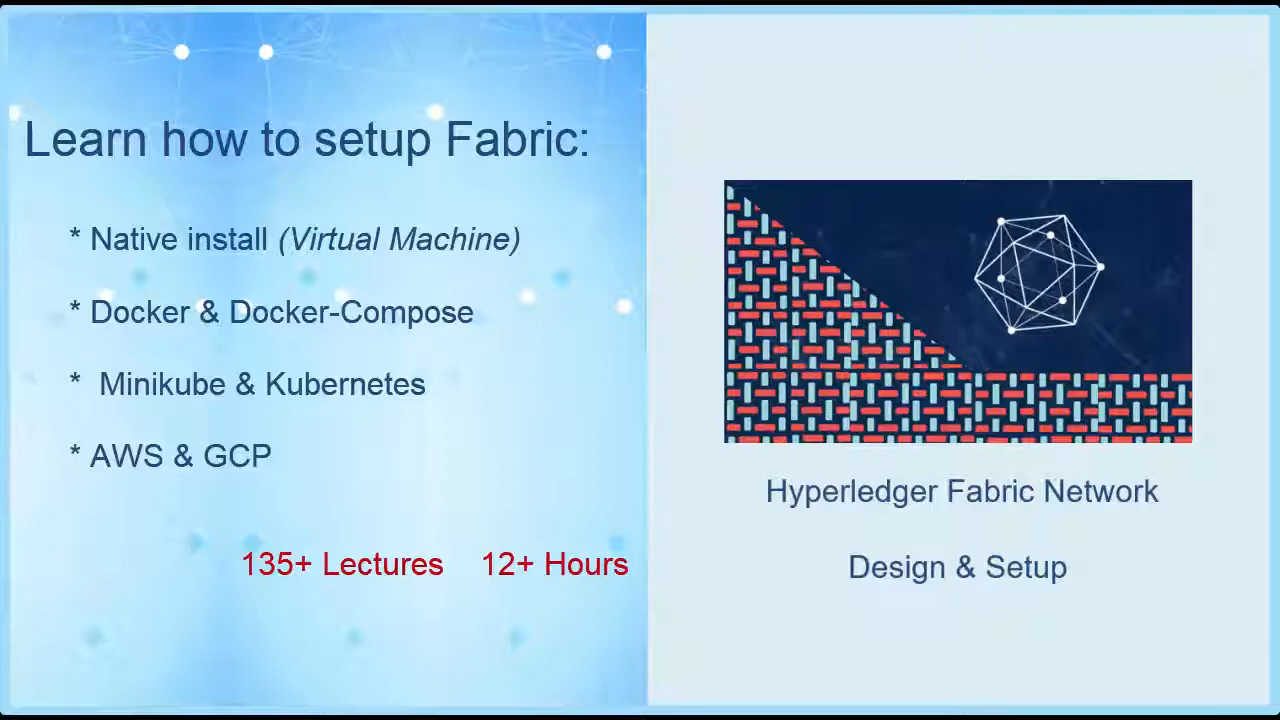 Learn how to setup Fabric:
* Native install (Virtual Machine)
* Docker & Docker-Compose
* Minikube & Kubernetes
* AWS & GCP
135+ Lectures 12+ Hours
Hyperledger Fabric Network
Design & Setup